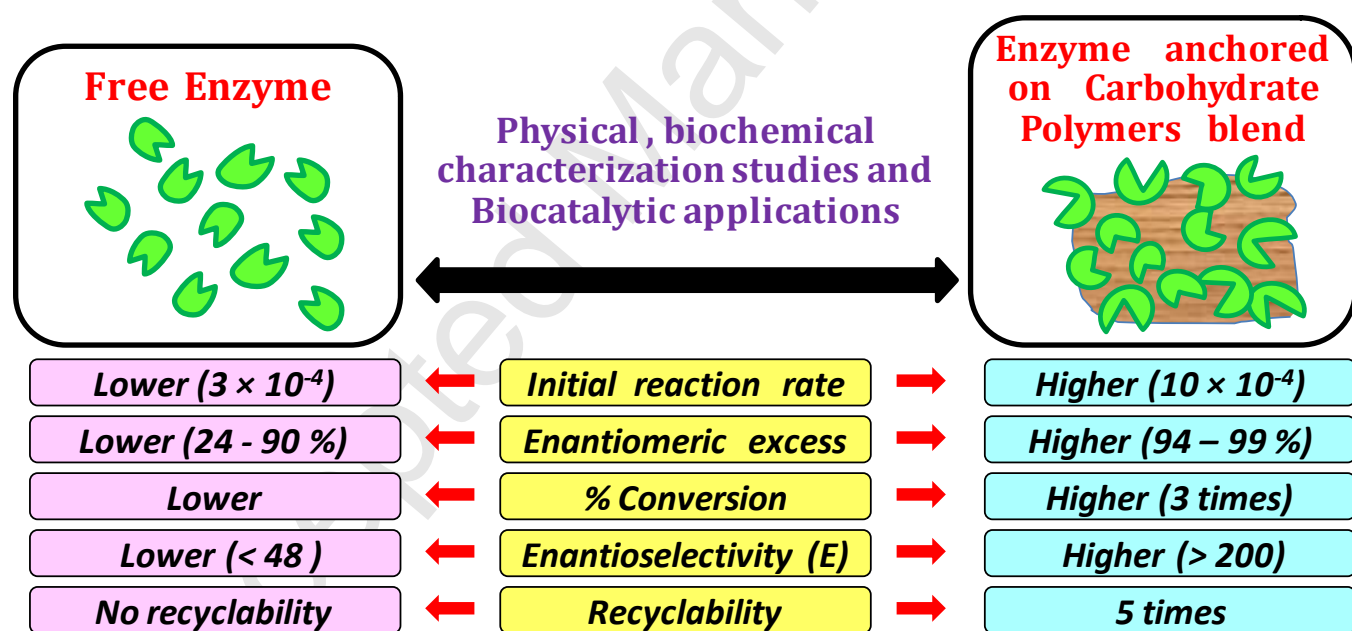 Free Enzyme
Physical , biochemical
characterization studies and
Biocatalytic applications
Enzyme anchored
on Carbohydrate
Polymers blend
Lower (3 × 10⁻⁴)
Initial reaction rate
Higher (10 × 10⁻⁴)
Lower (24 - 90 %)
Enantiomeric excess
Higher (94 – 99 %)
Lower
% Conversion
Higher (3 times)
Lower (< 48 )
Enantioselectivity (E)
Higher (> 200)
No recyclability
Recyclability
5 times